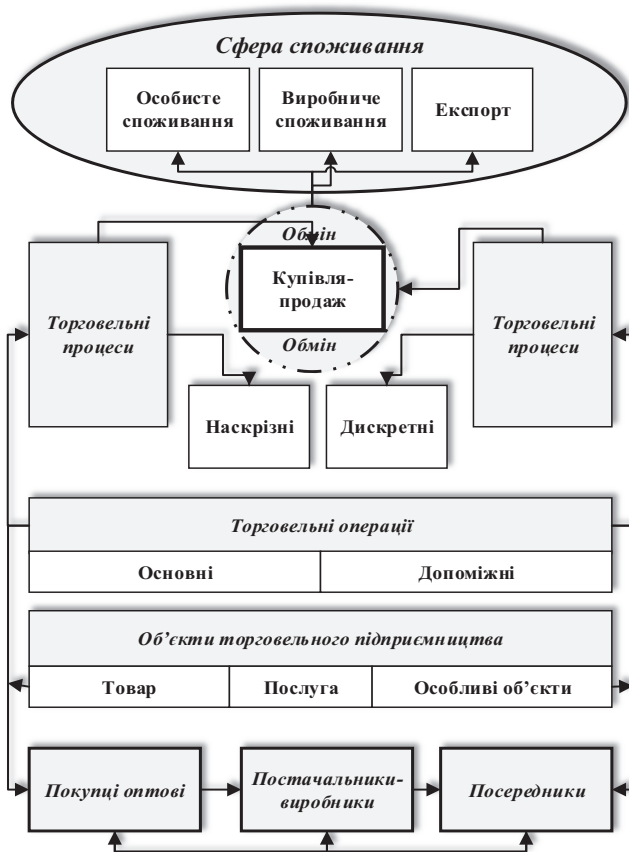 Сфера споживання
Особисте
споживання
Виробниче
споживання
Експорт
Обмін
Купівля-
продаж
Обмін
Торговельні
процеси
Торговельні
процеси
Наскрізні
Дискретні
Торговельні операції
Основні
Допоміжні
Об’єкти торговельного підприємництва
Товар
Послуга
Особливі об’єкти
Покупці оптові
Постачальники-
виробники
Посередники